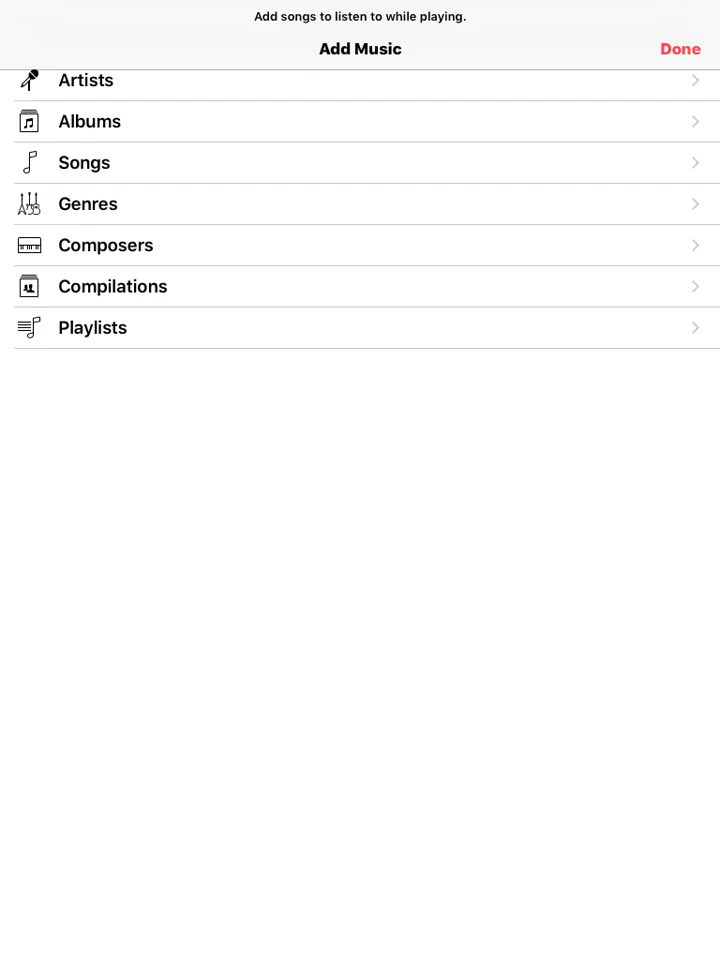 Add songs to listen to while playing.
Add Music
Done
Artists
Albums
Songs
Genres
Composers
Compilations
Playlists